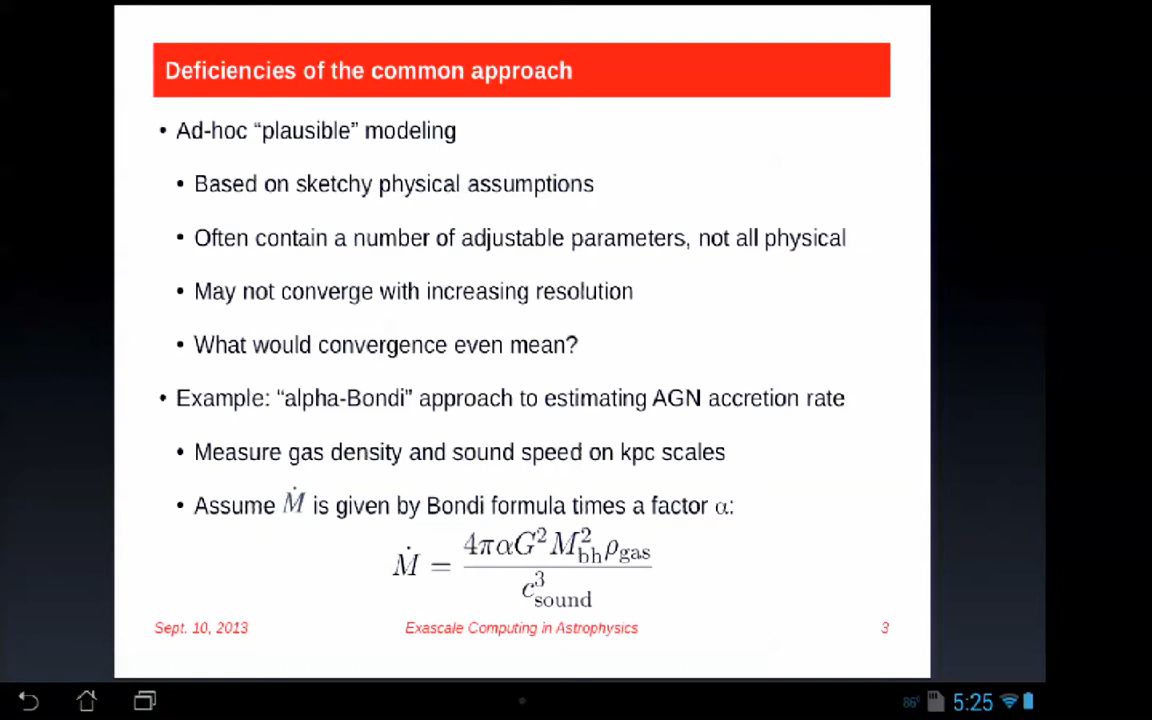 Deficiencies of the common approach
• Ad-hoc “plausible” modeling
• Based on sketchy physical assumptions
• Often contain a number of adjustable parameters, not all physical
• May not converge with increasing resolution
• What would convergence even mean?
• Example: “alpha-Bondi” approach to estimating AGN accretion rate
• Measure gas density and sound speed on kpc scales
• Assume Ṁ is given by Bondi formula times a factor α:
Ṁ = 4παG²M²bhρgas / c³sound
Sept. 10, 2013 Exascale Computing in Astrophysics 3
86° 5:25